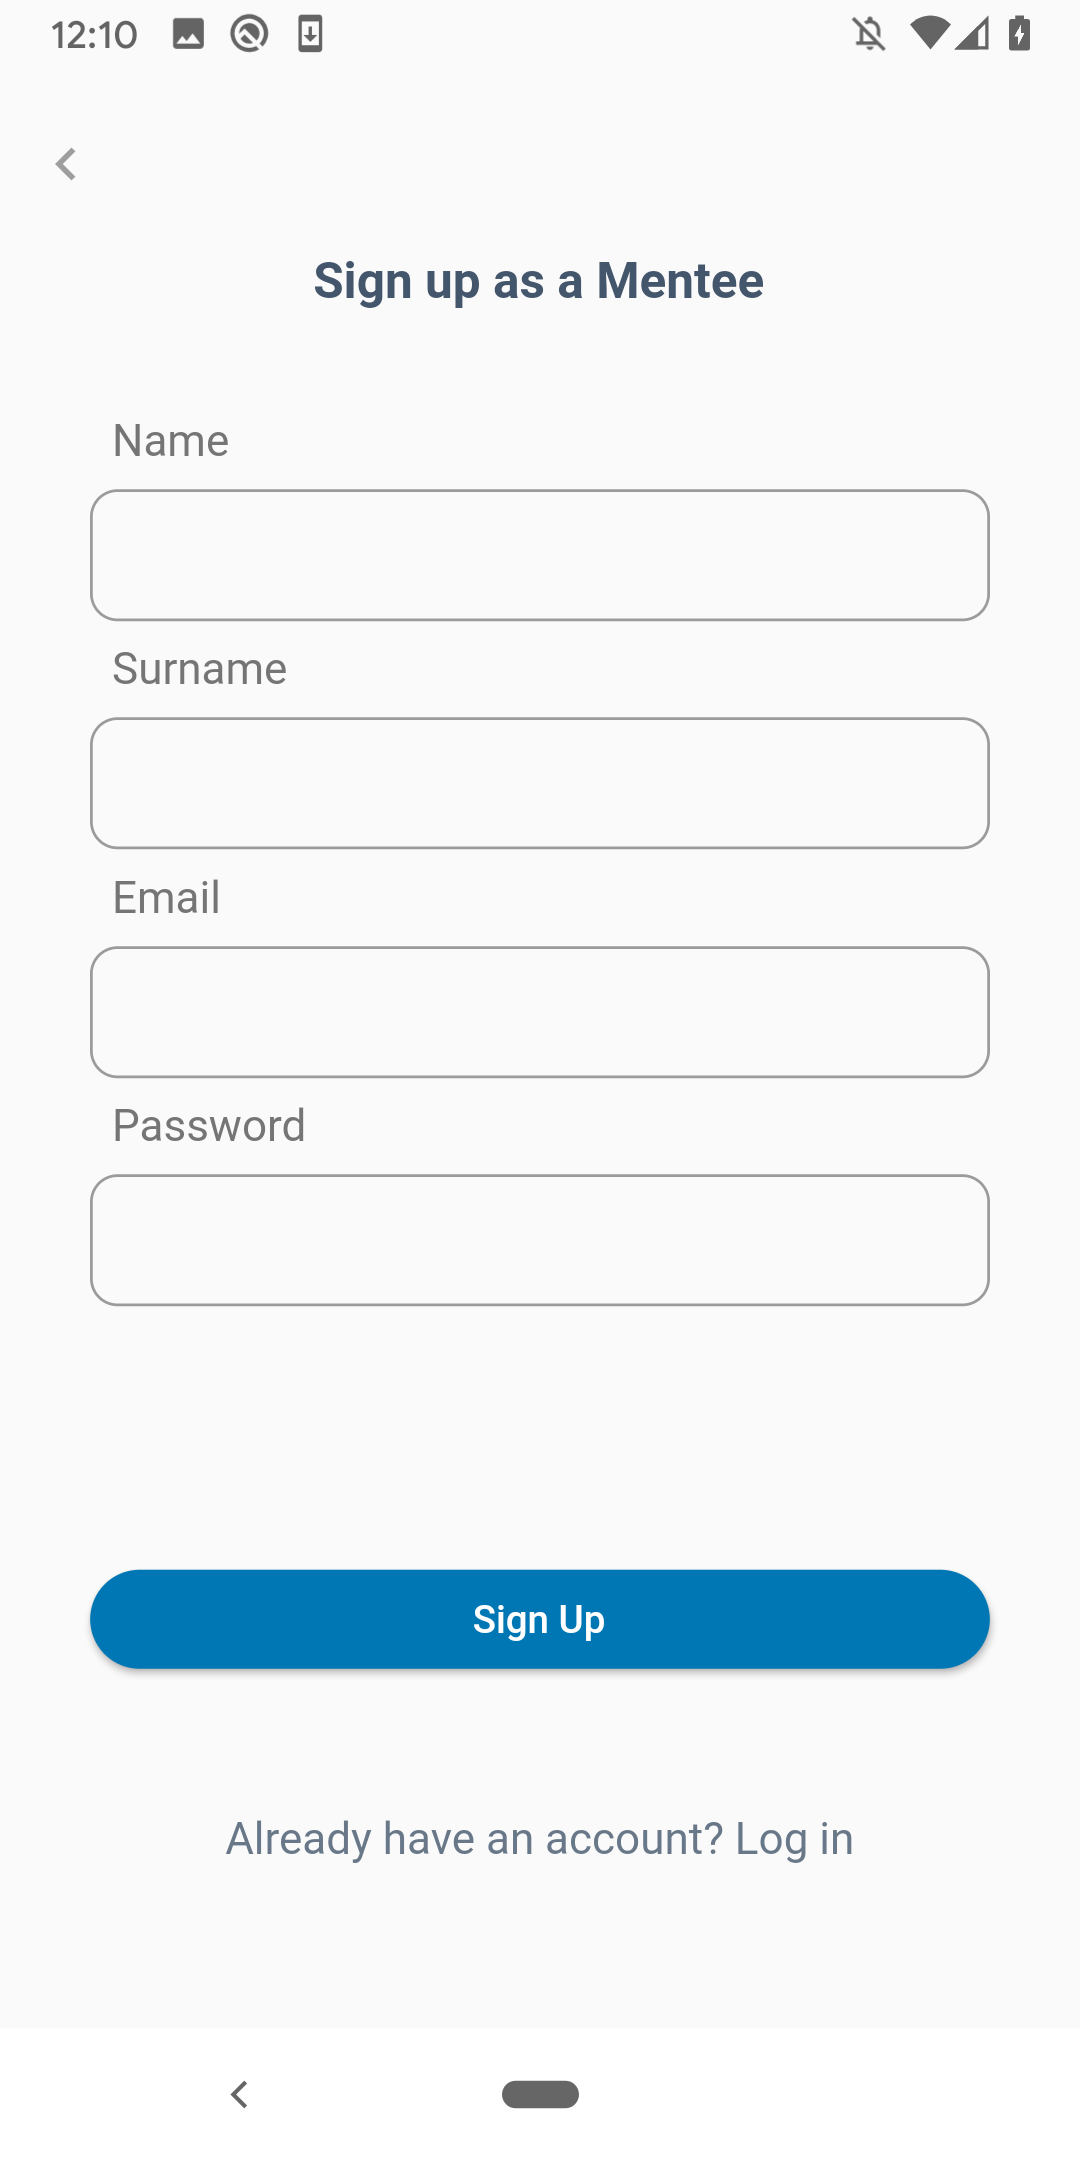 12:10
Sign up as a Mentee
Name
Surname
Email
Password
Sign Up
Already have an account? Log in